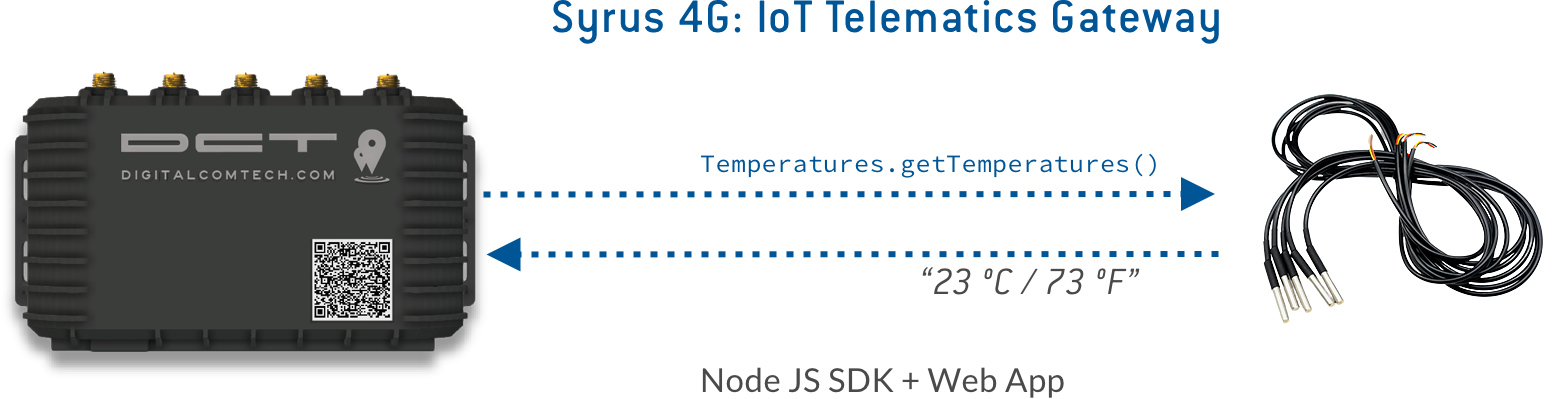 Syrus 4G: IoT Telematics Gateway
DCT
DIGITALCOMTECH.COM
Temperatures.getTemperatures()
“23 ºC / 73 ºF”
Node JS SDK + Web App